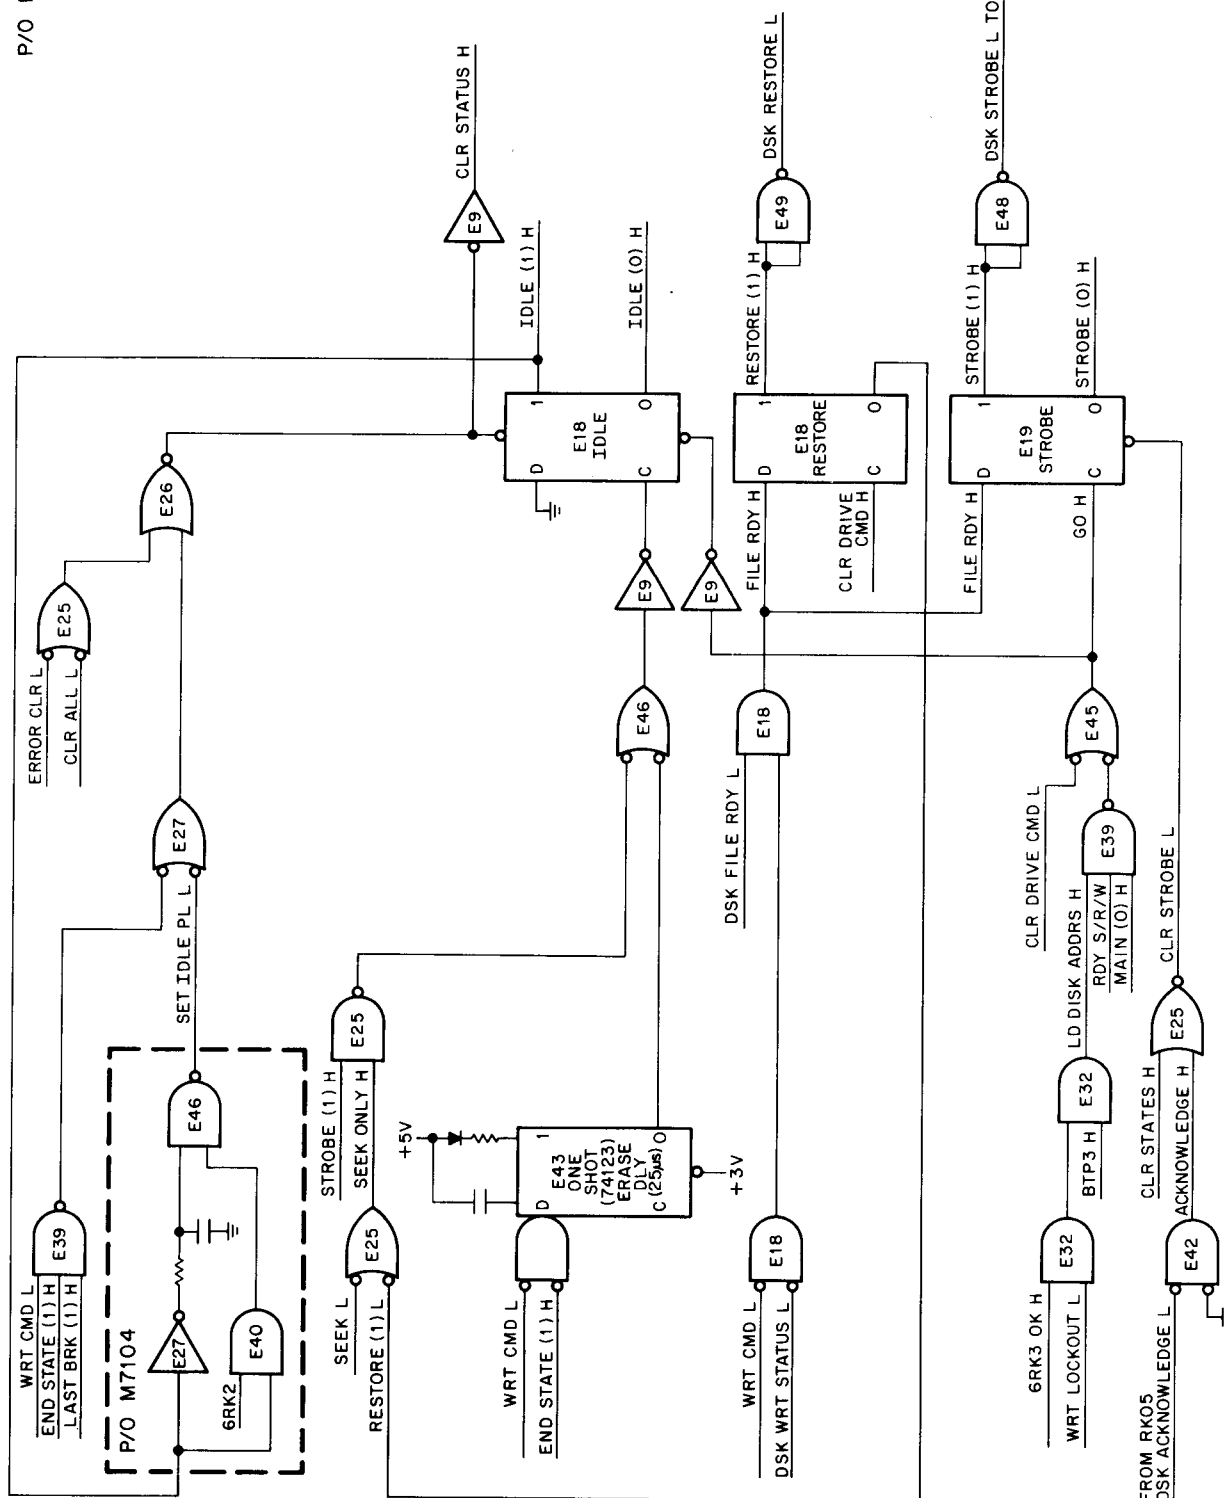 P/O
WRT CMD L
END STATE (1) H
LAST BRK (1) H
E39
ERROR CLR L
CLR ALL L
E25
E26
P/O M7104
E27
6RK2
E40
E46
SET IDLE PL L
E27
SEEK L
RESTORE (1) L
E25
STROBE (1) H
SEEK ONLY H
E25
E9
CLR STATUS H
+5V
WRT CMD L
END STATE (1) H
D
1
E43
ONE
SHOT
(74123)
ERASE
DLY
(25µs)
C
0
+3V
E46
E9
E9
D
1
E18
IDLE
C
0
IDLE (1) H
IDLE (0) H
WRT CMD L
DSK WRT STATUS L
E18
DSK FILE RDY L
E18
FILE RDY H
CLR DRIVE
CMD H
D
1
E18
RESTORE
C
0
RESTORE (1) H
E49
DSK RESTORE L
6RK3 OK H
WRT LOCKOUT L
E32
BTP3 H
E32
LD DISK ADDRS H
RDY S/R/W
MAIN (0) H
E39
CLR DRIVE CMD L
E45
FILE RDY H
GO H
D
1
E19
STROBE
C
0
STROBE (1) H
STROBE (0) H
E48
DSK STROBE L TO
FROM RK05
DSK ACKNOWLEDGE L
E42
CLR STATES H
ACKNOWLEDGE H
E25
CLR STROBE L